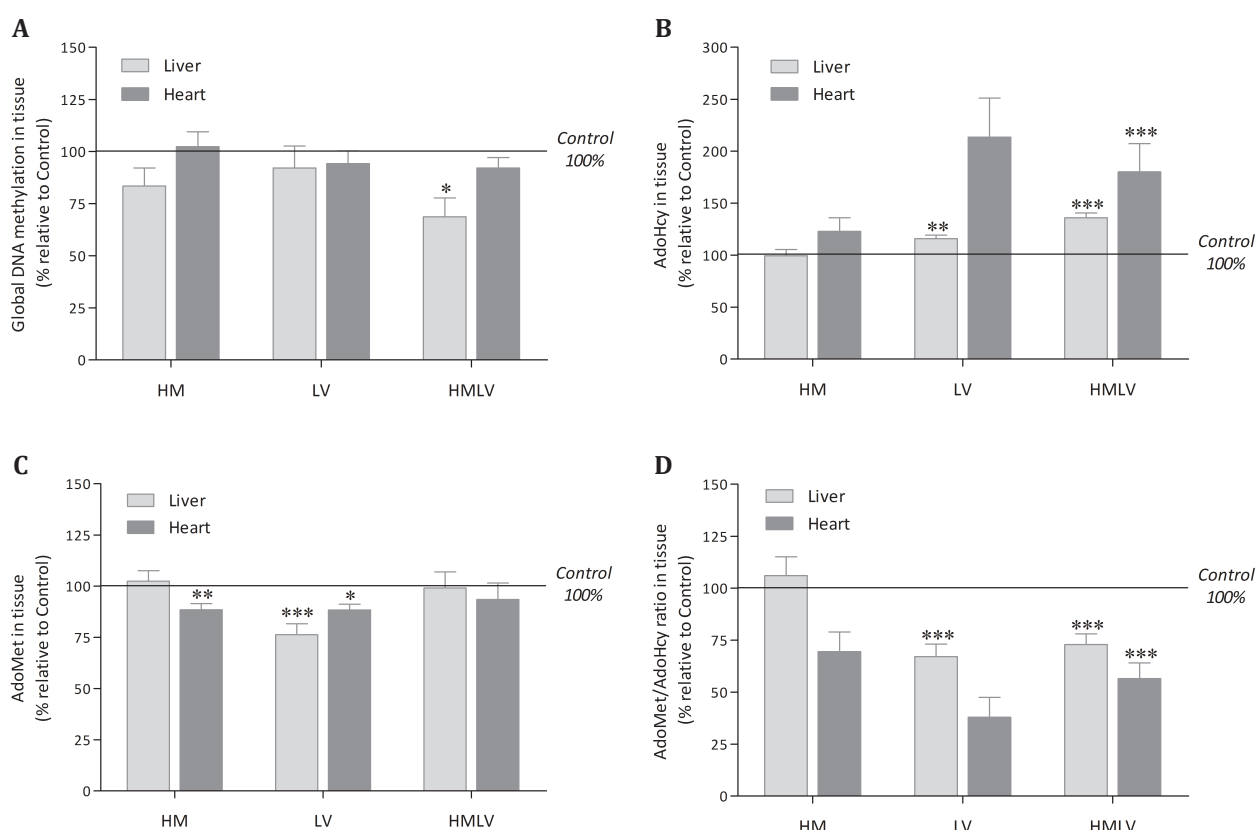 A
Global DNA methylation in tissue
(% relative to Control)
150
125
100
75
50
25
0
Liver
Heart
*
Control
100%
HM
LV
HMLV
B
AdoHcy in tissue
(% relative to Control)
300
250
200
150
100
50
0
Liver
Heart
**
***
***
Control
100%
HM
LV
HMLV
C
AdoMet in tissue
(% relative to Control)
150
125
100
75
50
25
0
Liver
Heart
**
***
*
Control
100%
HM
LV
HMLV
D
AdoMet/AdoHcy ratio in tissue
(% relative to Control)
150
125
100
75
50
25
0
Liver
Heart
***
***
***
Control
100%
HM
LV
HMLV